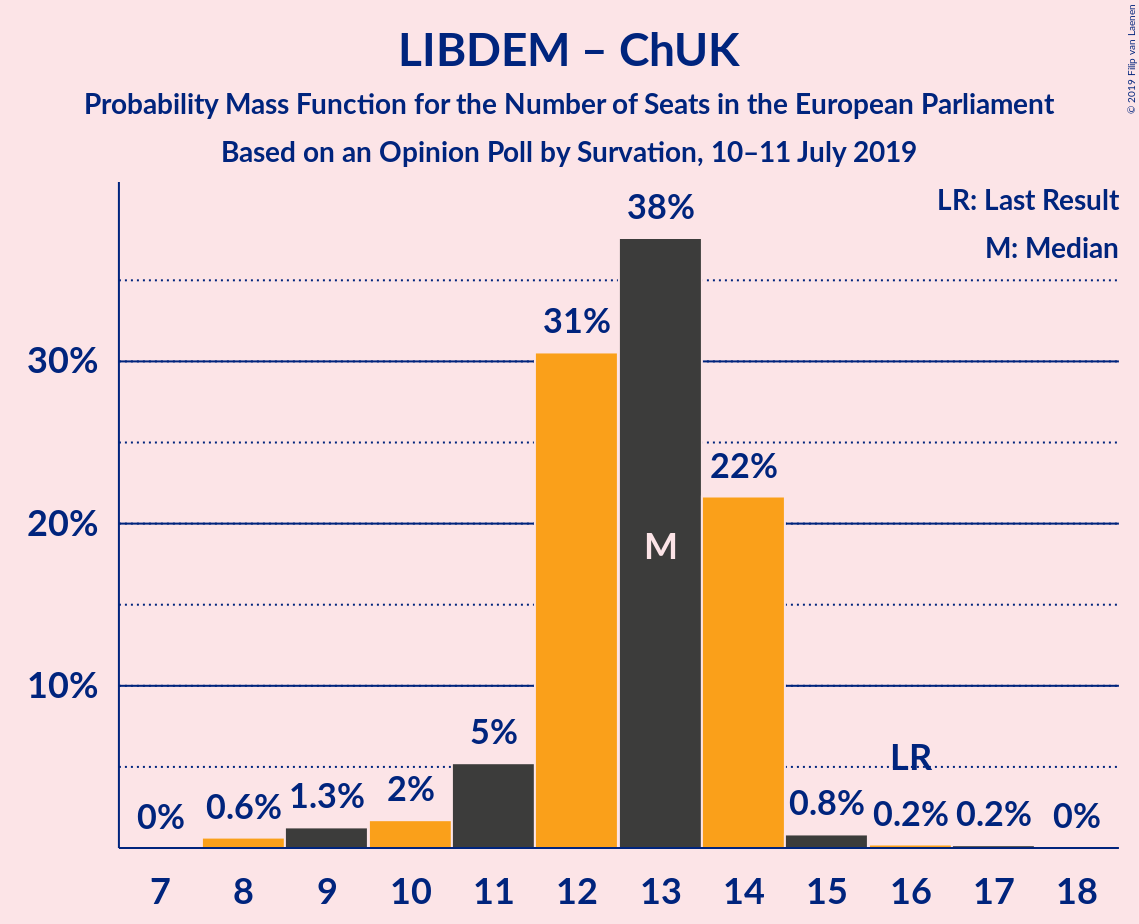 LIBDEM – ChUK
Probability Mass Function for the Number of Seats in the European Parliament
Based on an Opinion Poll by Survation, 10–11 July 2019
© 2019 Filip van Laenen
LR: Last Result
M: Median
38%
31%
30%
22%
20%
M
10%
5%
LR
0% 0.6% 1.3% 2% 0.8% 0.2% 0.2% 0%
7 8 9 10 11 12 13 14 15 16 17 18